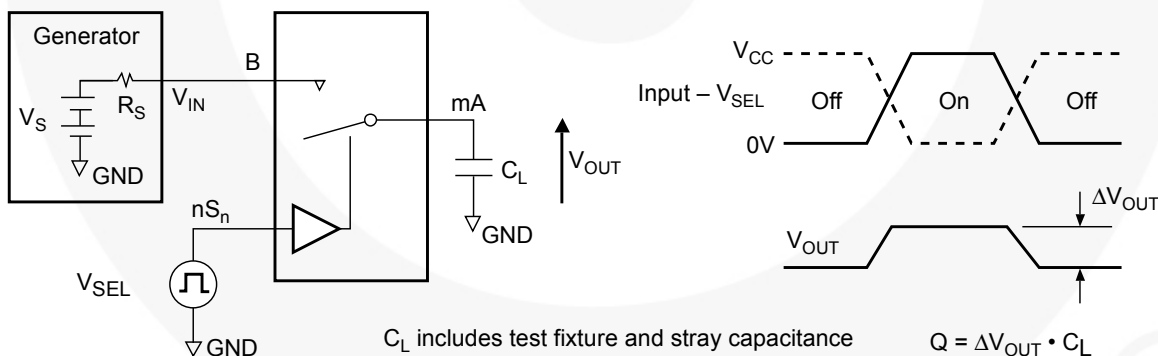 Generator
V_S
R_S
GND
V_IN
B
mA
C_L
GND
V_OUT
nS_n
V_SEL
GND
C_L includes test fixture and stray capacitance
Input – V_SEL
V_CC
0V
Off
On
Off
V_OUT
ΔV_OUT
Q = ΔV_OUT • C_L